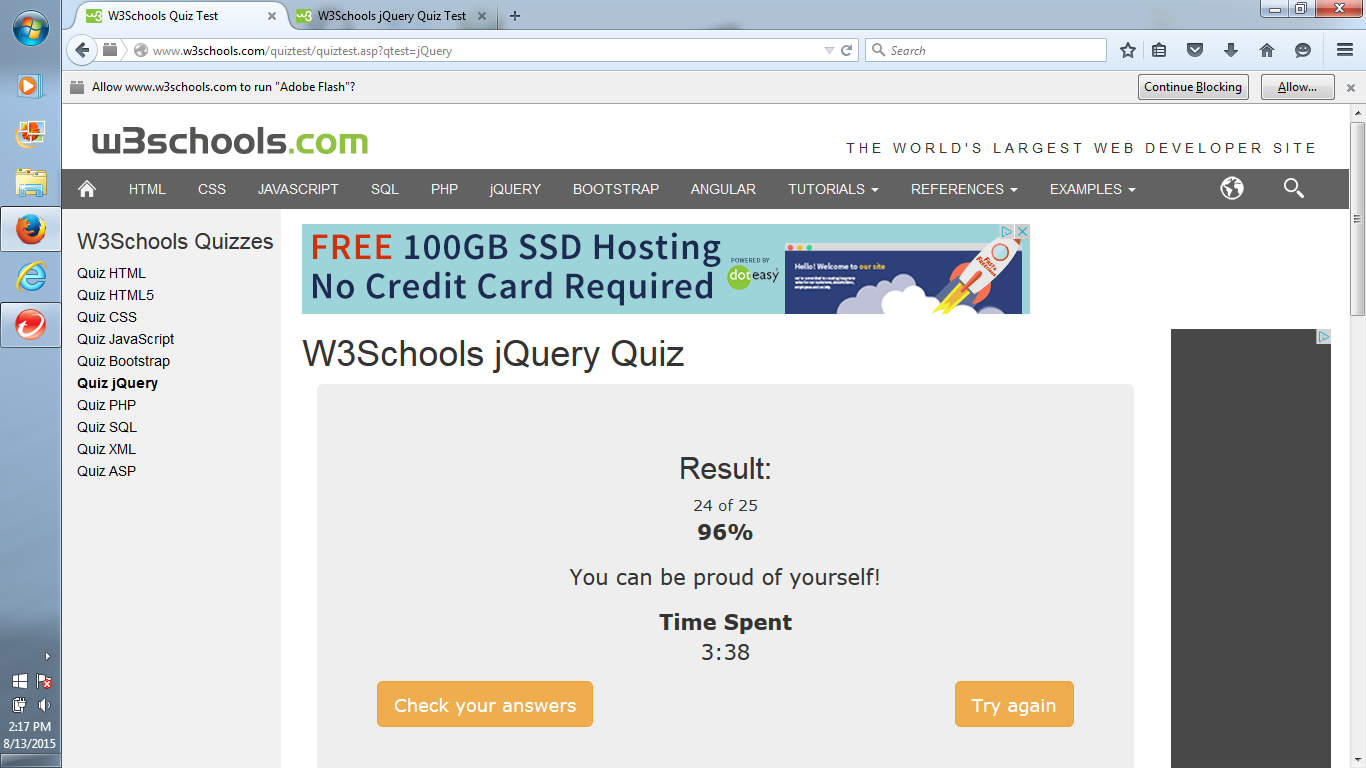 W3Schools Quiz Test
W3Schools jQuery Quiz Test
www.w3schools.com/quiztest/quiztest.asp?qtest=jQuery
Search
Allow www.w3schools.com to run "Adobe Flash"?
Continue Blocking
Allow...
w3schools.com
THE WORLD'S LARGEST WEB DEVELOPER SITE
HTML CSS JAVASCRIPT SQL PHP jQUERY BOOTSTRAP ANGULAR TUTORIALS REFERENCES EXAMPLES
W3Schools Quizzes
Quiz HTML
Quiz HTML5
Quiz CSS
Quiz JavaScript
Quiz Bootstrap
Quiz jQuery
Quiz PHP
Quiz SQL
Quiz XML
Quiz ASP
FREE 100GB SSD Hosting
No Credit Card Required
POWERED BY
doteasy
Hello! Welcome to our site
W3Schools jQuery Quiz
Result:
24 of 25
96%
You can be proud of yourself!
Time Spent
3:38
Check your answers
Try again
2:17 PM
8/13/2015